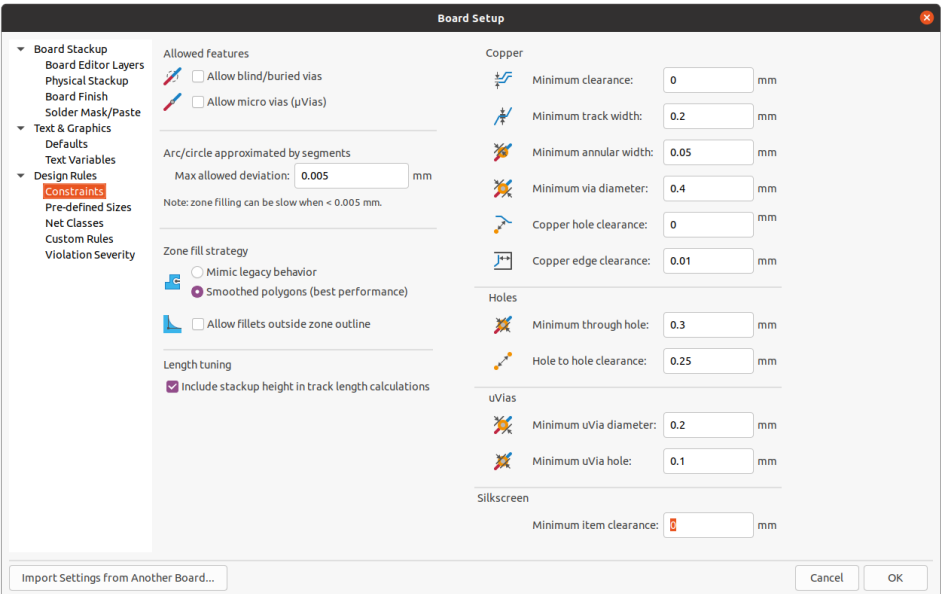 Board Setup
Board Stackup
Board Editor Layers
Physical Stackup
Board Finish
Solder Mask/Paste
Text & Graphics
Defaults
Text Variables
Design Rules
Constraints
Pre-defined Sizes
Net Classes
Custom Rules
Violation Severity
Allowed features
Allow blind/buried vias
Allow micro vias (µVias)
Arc/circle approximated by segments
Max allowed deviation: 0.005 mm
Note: zone filling can be slow when < 0.005 mm.
Zone fill strategy
Mimic legacy behavior
Smoothed polygons (best performance)
Allow fillets outside zone outline
Length tuning
Include stackup height in track length calculations
Copper
Minimum clearance: 0 mm
Minimum track width: 0.2 mm
Minimum annular width: 0.05 mm
Minimum via diameter: 0.4 mm
Copper hole clearance: 0 mm
Copper edge clearance: 0.01 mm
Holes
Minimum through hole: 0.3 mm
Hole to hole clearance: 0.25 mm
uVias
Minimum uVia diameter: 0.2 mm
Minimum uVia hole: 0.1 mm
Silkscreen
Minimum item clearance: 0 mm
Import Settings from Another Board...
Cancel
OK